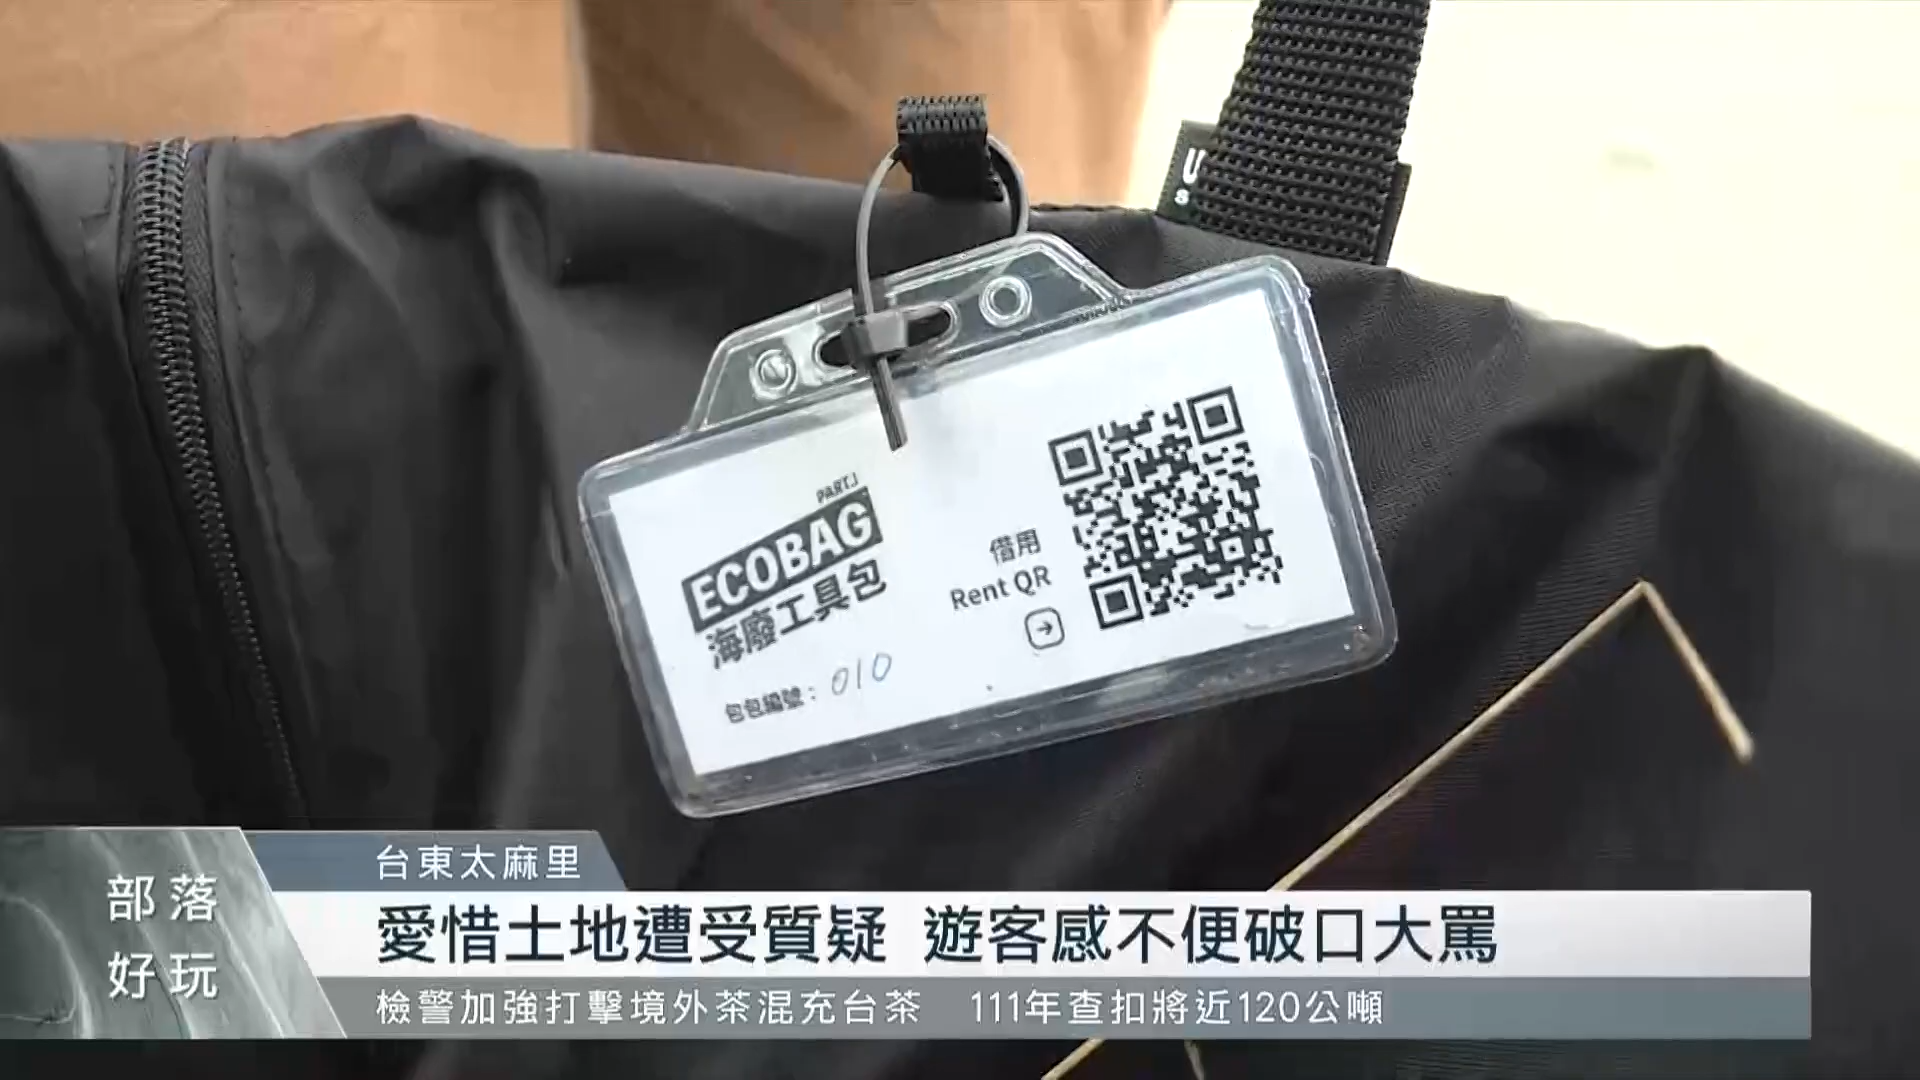 U
S
PART.1
ECOBAG
海廢工具包
包包編號：010
借用
Rent QR
部落
好玩
台東太麻里
愛惜土地遭受質疑 遊客感不便破口大罵
檢警加強打擊境外茶混充台茶 111年查扣將近120公噸